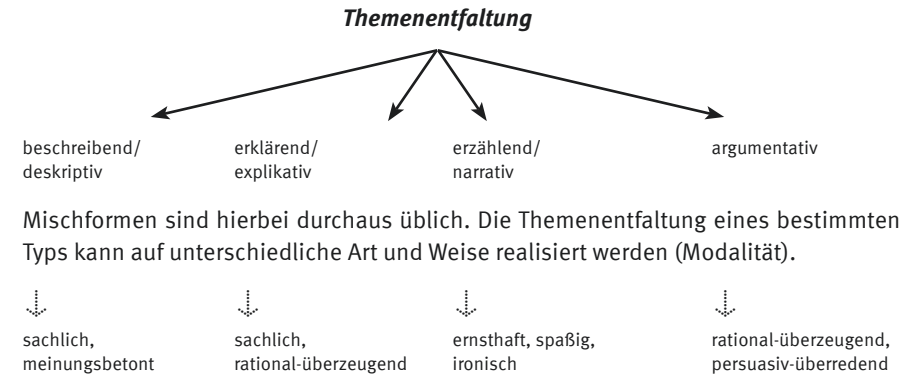 Themenentfaltung
beschreibend/
deskriptiv
erklärend/
explikativ
erzählend/
narrativ
argumentativ
Mischformen sind hierbei durchaus üblich. Die Themenentfaltung eines bestimmten
Typs kann auf unterschiedliche Art und Weise realisiert werden (Modalität).
sachlich,
meinungsbetont
sachlich,
rational-überzeugend
ernsthaft, spaßig,
ironisch
rational-überzeugend,
persuasiv-überredend